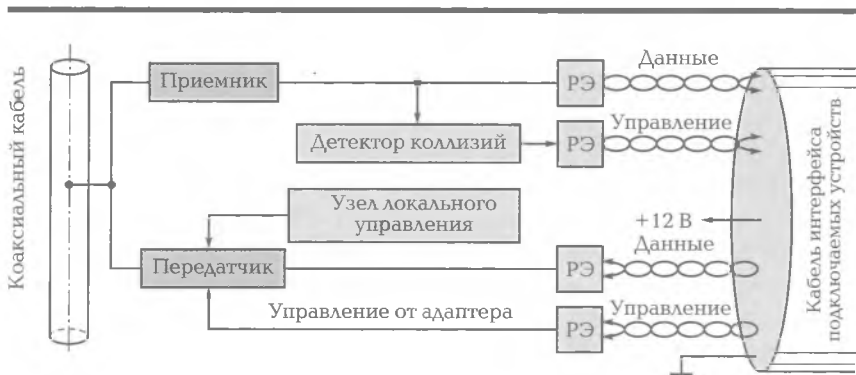 Коаксиальный кабель
Приемник
РЭ
Данные
Детектор коллизий
РЭ
Управление
Узел локального
управления
+12 В
Данные
Передатчик
РЭ
Управление от адаптера
РЭ
Управление
Кабель интерфейса
подключаемых устройств